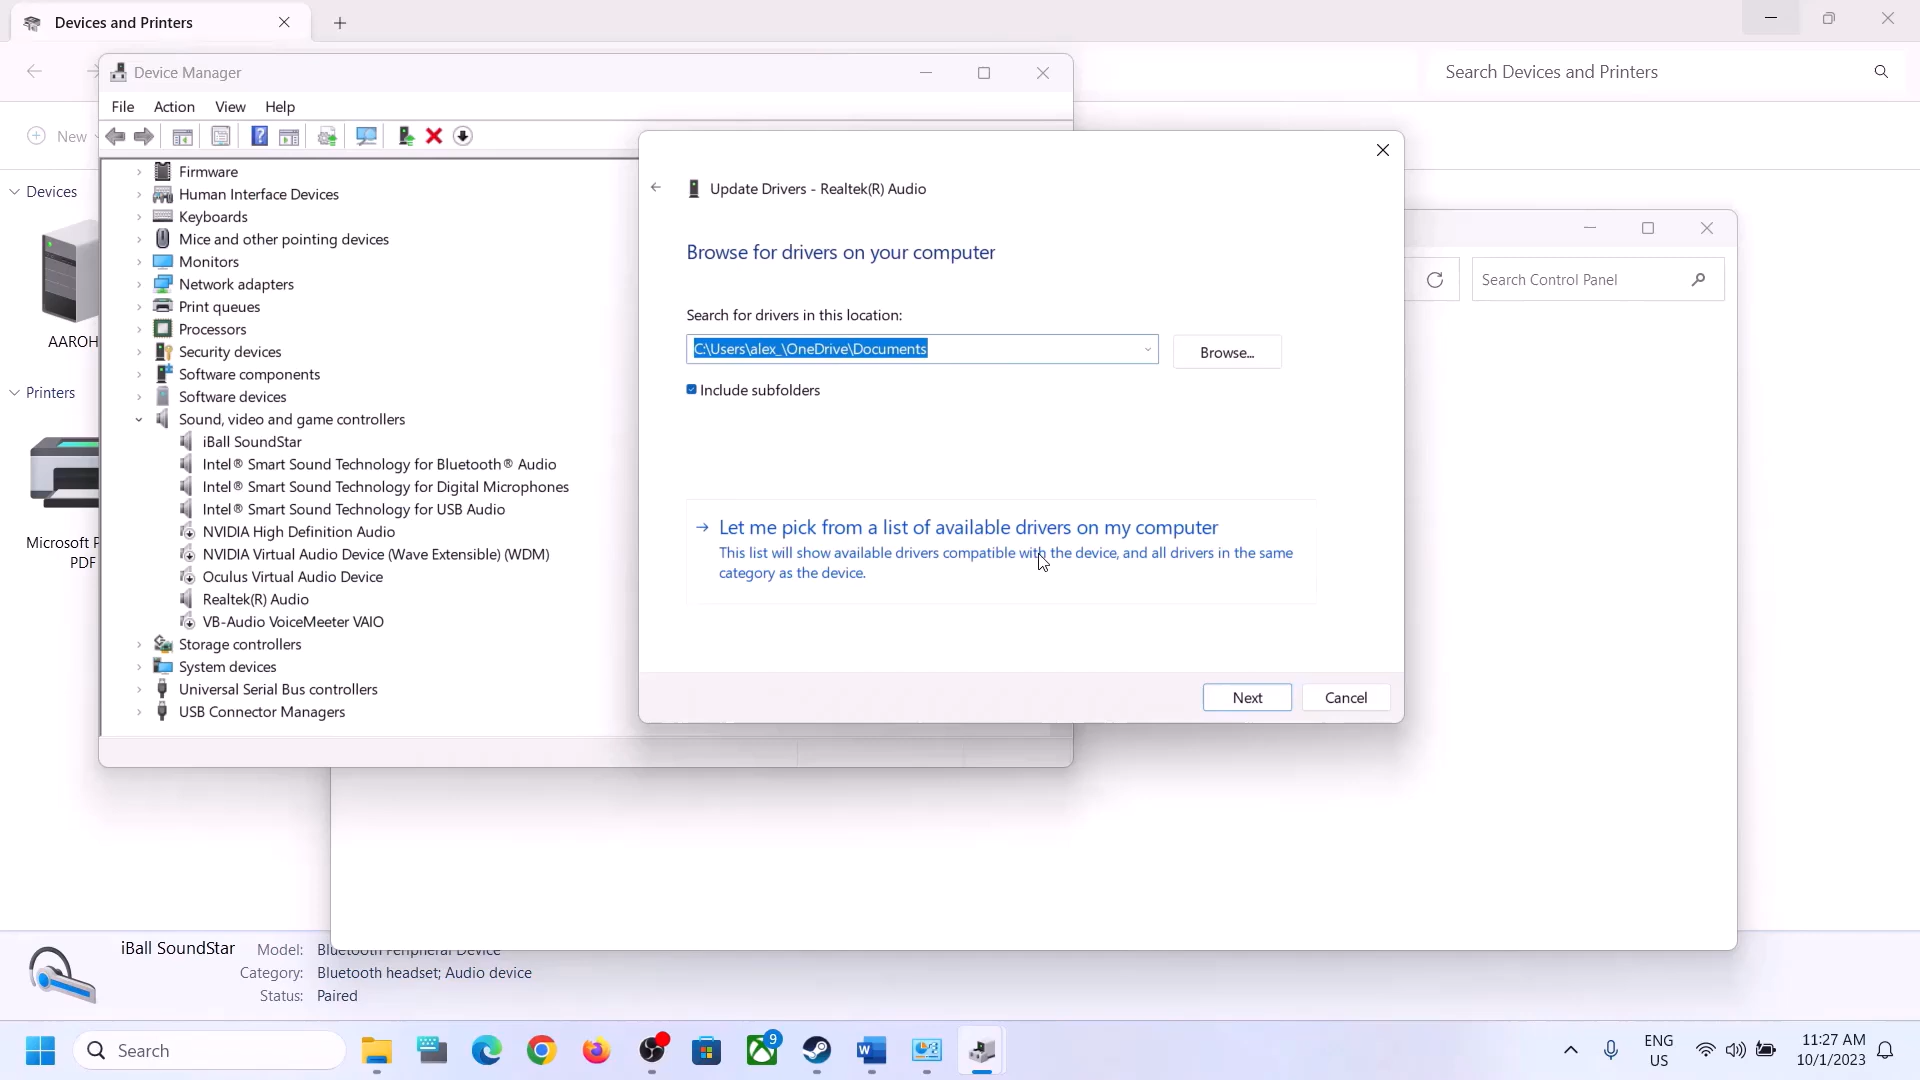 Devices and Printers
Device Manager
Search Devices and Printers
File Action View Help
New
Devices
AAROH
Printers
Microsoft P
PDF
Firmware
Human Interface Devices
Keyboards
Mice and other pointing devices
Monitors
Network adapters
Print queues
Processors
Security devices
Software components
Software devices
Sound, video and game controllers
iBall SoundStar
Intel® Smart Sound Technology for Bluetooth® Audio
Intel® Smart Sound Technology for Digital Microphones
Intel® Smart Sound Technology for USB Audio
NVIDIA High Definition Audio
NVIDIA Virtual Audio Device (Wave Extensible) (WDM)
Oculus Virtual Audio Device
Realtek(R) Audio
VB-Audio VoiceMeeter VAIO
Storage controllers
System devices
Universal Serial Bus controllers
USB Connector Managers
Update Drivers - Realtek(R) Audio
Browse for drivers on your computer
Search for drivers in this location:
C:\Users\alex_\OneDrive\Documents
Browse...
Include subfolders
Let me pick from a list of available drivers on my computer
This list will show available drivers compatible with the device, and all drivers in the same
category as the device.
Next
Cancel
Search Control Panel
iBall SoundStar
Model: Bluetooth Peripheral Device
Category: Bluetooth headset; Audio device
Status: Paired
Search
9
ENG
US
11:27 AM
10/1/2023